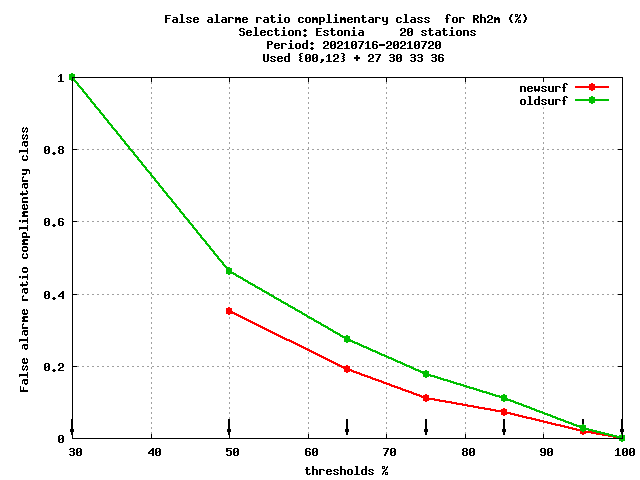 False alarme ratio complimentary class  for Rh2m (%)
Selection: Estonia     20 stations
Period: 20210716-20210720
Used {00,12} + 27 30 33 36
newsurf
oldsurf
False alarme ratio complimentary class
1
0.8
0.6
0.4
0.2
0
30 40 50 60 70 80 90 100
thresholds %